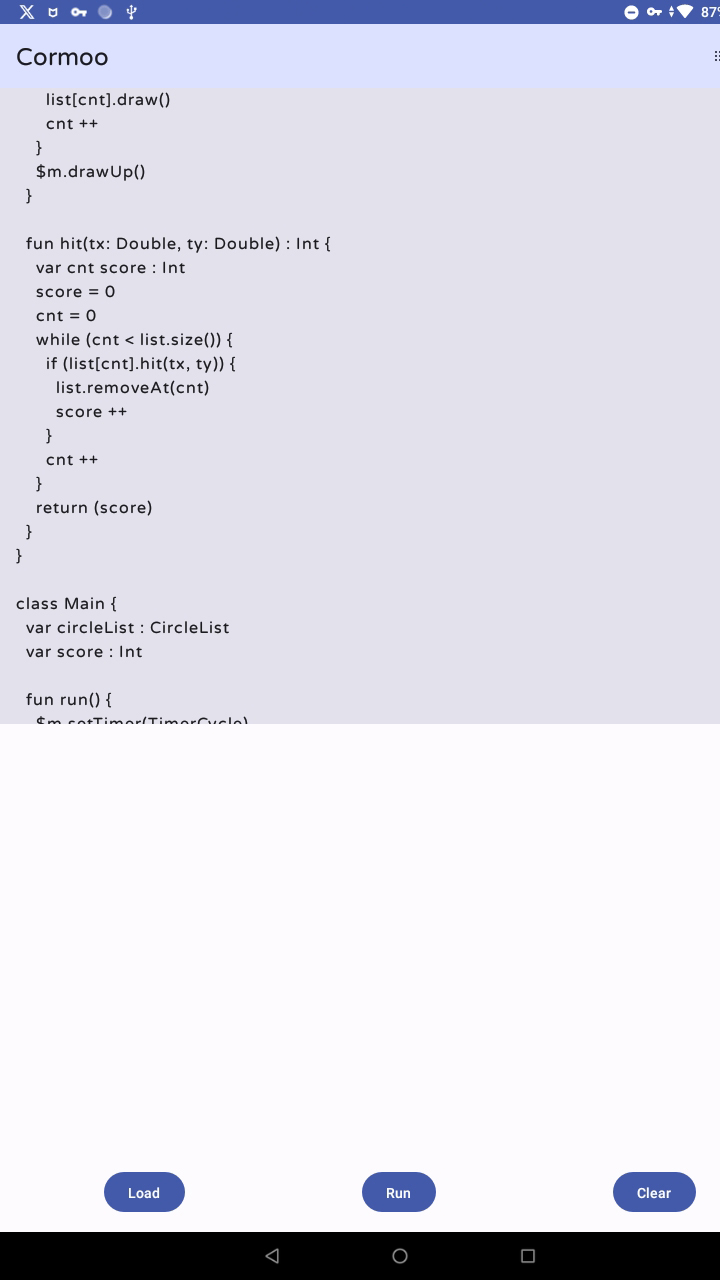 87%
Cormoo
list[cnt].draw()
cnt ++
}
$m.drawUp()
}
fun hit(tx: Double, ty: Double) : Int {
var cnt score : Int
score = 0
cnt = 0
while (cnt < list.size()) {
if (list[cnt].hit(tx, ty)) {
list.removeAt(cnt)
score ++
}
cnt ++
}
return (score)
}
}
class Main {
var circleList : CircleList
var score : Int
fun run() {
$m.setTimer(TimerCycle)
Load
Run
Clear